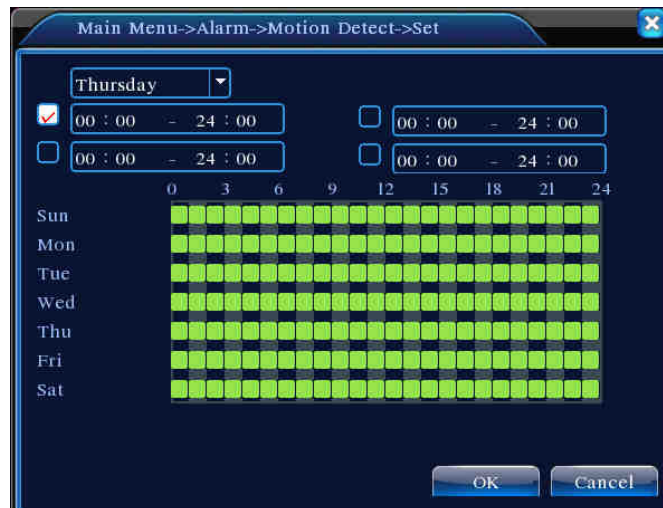 Main Menu->Alarm->Motion Detect->Set
Thursday
00 : 00 - 24 : 00
00 : 00 - 24 : 00
00 : 00 - 24 : 00
00 : 00 - 24 : 00
0 3 6 9 12 15 18 21 24
Sun
Mon
Tue
Wed
Thu
Fri
Sat
OK Cancel